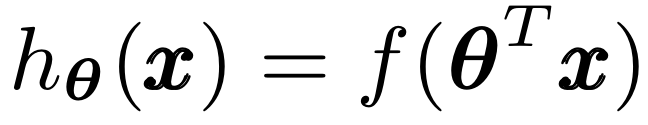 h_θ(x) = f(θ^T x)